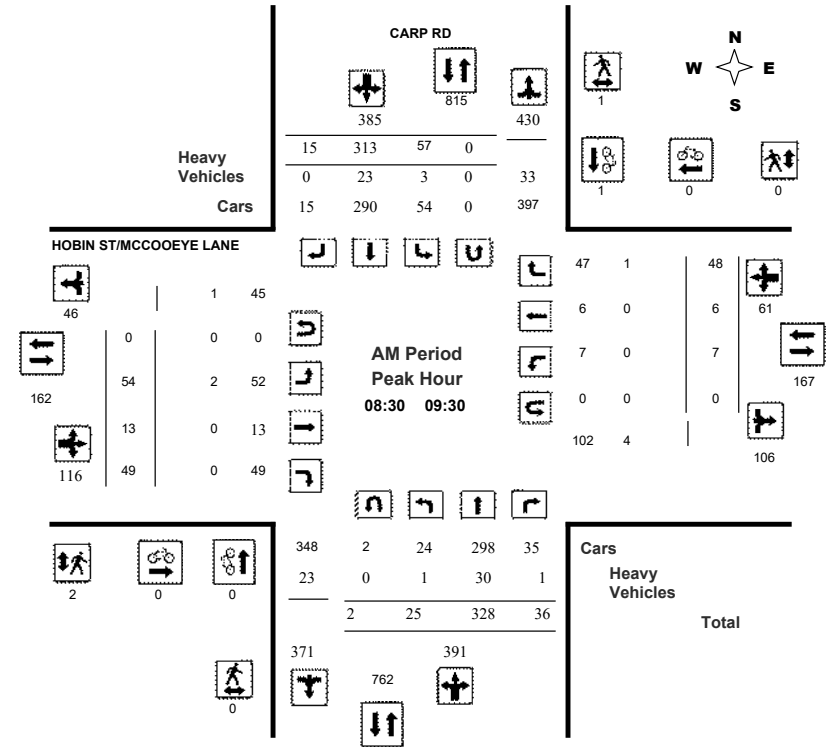 CARP RD
N
W E
S
815
1
385 430
15 313 57 0
Heavy
Vehicles 0 23 3 0 33
1 0 0
Cars 15 290 54 0 397
HOBIN ST/MCCOOEYE LANE
47 1 48
46 1 45
6 0 6 61
0 0 0
AM Period
7 0 7
Peak Hour
167
54 2 52
162
08:30 09:30
0 0 0
13 0 13
102 4
106
116 49 0 49
348 2 24 298 35 Cars
23 0 1 30 1 Heavy
Vehicles
2 0 0
2 25 328 36 Total
371 391
762
0